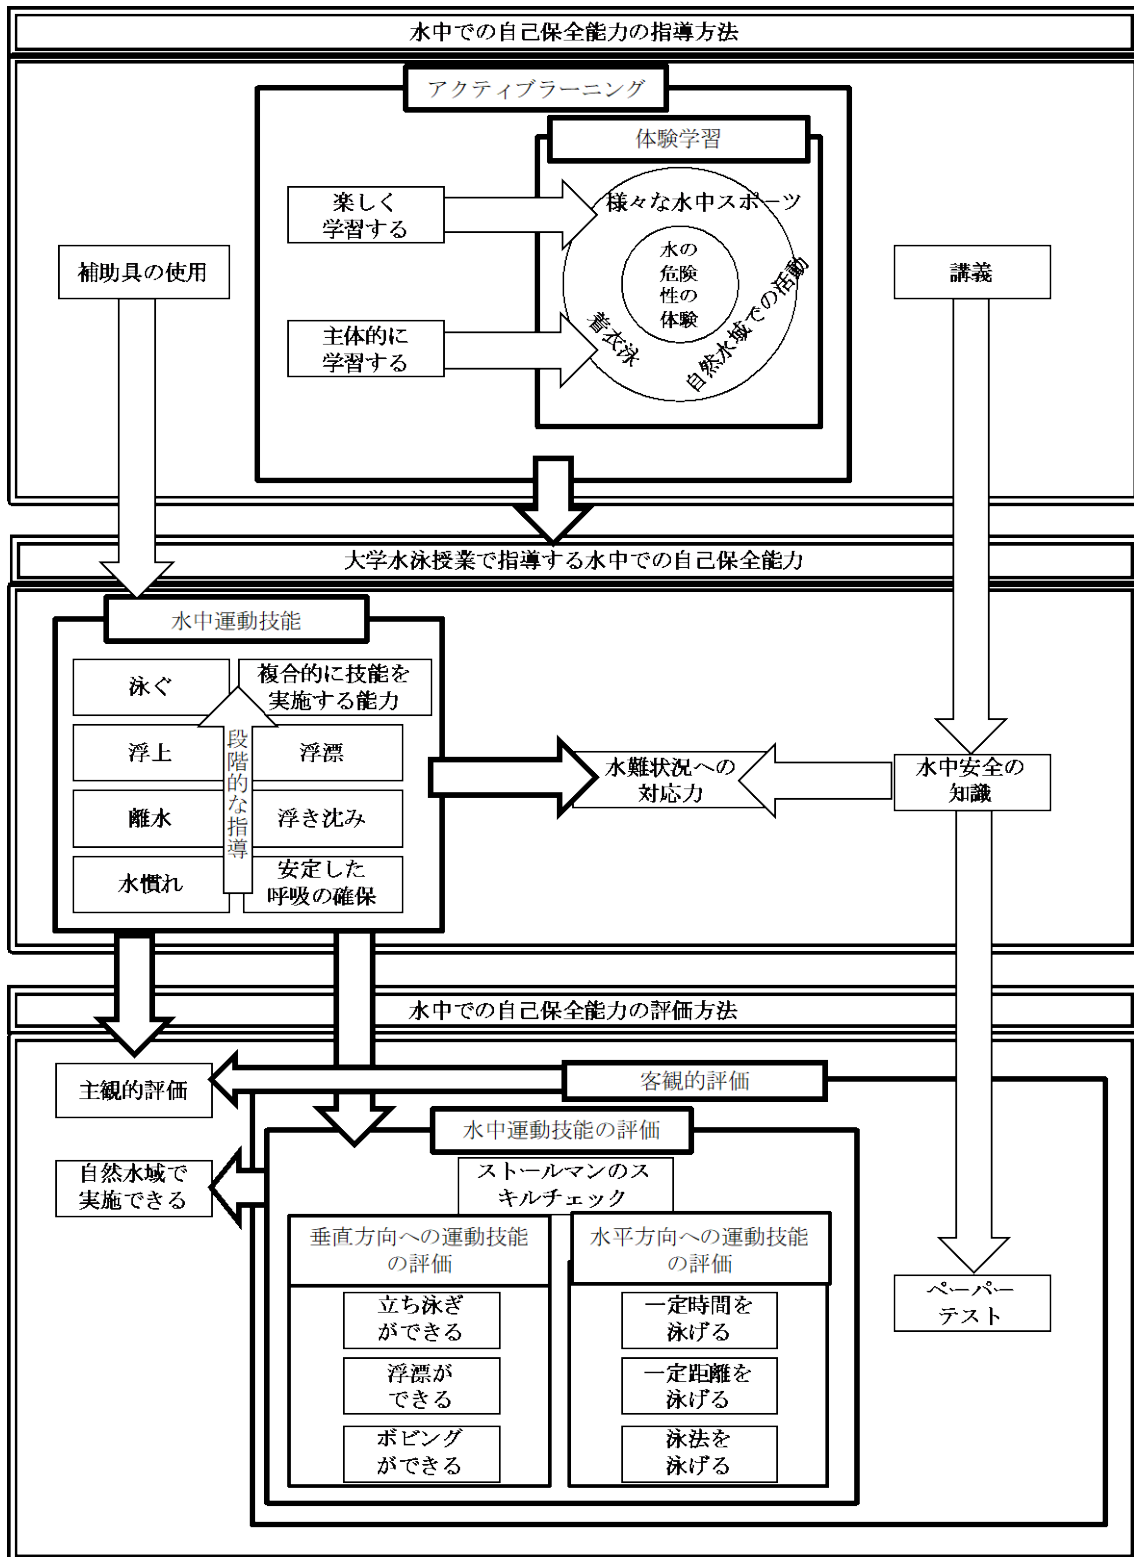 水中での自己保全能力の指導方法
アクティブラーニング
体験学習
楽しく
学習する
主体的に
学習する
様々な水中スポーツ
水の
危険
性の
体験
着衣泳
自然水域での活動
補助具の使用
講義
大学水泳授業で指導する水中での自己保全能力
水中運動技能
泳ぐ
複合的に技能を
実施する能力
浮上
浮漂
離水
浮き沈み
水慣れ
安定した
呼吸の確保
段階的な指導
水難状況への
対応力
水中安全の
知識
水中での自己保全能力の評価方法
主観的評価
客観的評価
水中運動技能の評価
自然水域で
実施できる
ストールマンのス
キルチェック
垂直方向への運動技能
の評価
立ち泳ぎ
ができる
浮漂が
できる
ボビング
ができる
水平方向への運動技能
の評価
一定時間を
泳げる
一定距離を
泳げる
泳法を
泳げる
ペーパー
テスト